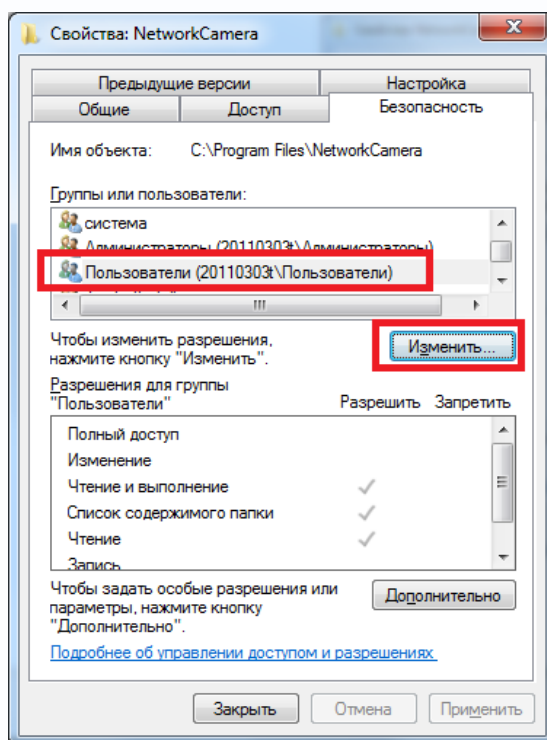 Свойства: NetworkCamera
Предыдущие версии
Настройка
Общие
Доступ
Безопасность
Имя объекта: C:\Program Files\NetworkCamera
Группы или пользователи:
система
Администраторы (20110303t\Администраторы)
Пользователи (20110303t\Пользователи)
Чтобы изменить разрешения,
нажмите кнопку "Изменить".
Изменить...
Разрешения для группы
"Пользователи"
Разрешить Запретить
Полный доступ
Изменение
Чтение и выполнение
Список содержимого папки
Чтение
Запись
Чтобы задать особые разрешения или
параметры, нажмите кнопку
"Дополнительно".
Дополнительно
Подробнее об управлении доступом и разрешениях
Закрыть
Отмена
Применить